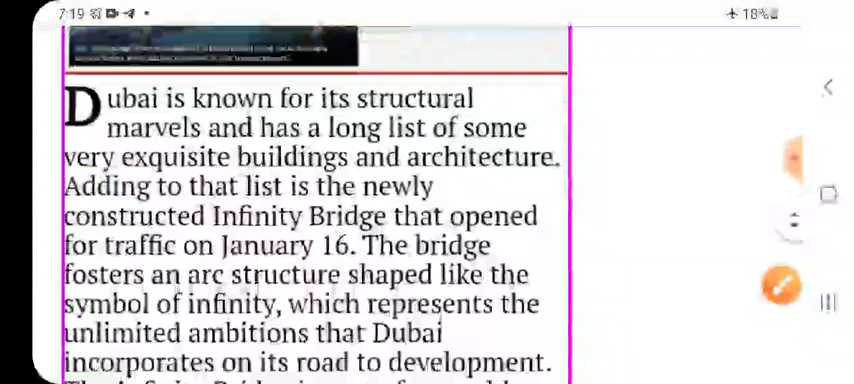 7:19
18%
Dubai is known for its structural
marvels and has a long list of some
very exquisite buildings and architecture.
Adding to that list is the newly
constructed Infinity Bridge that opened
for traffic on January 16. The bridge
fosters an arc structure shaped like the
symbol of infinity, which represents the
unlimited ambitions that Dubai
incorporates on its road to development.